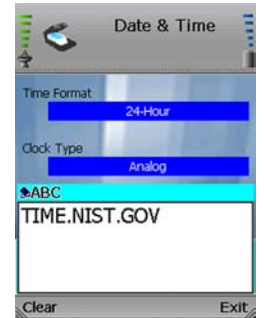 Date & Time
Time Format
24-Hour
Clock Type
Analog
ABC
TIME.NIST.GOV
Clear
Exit